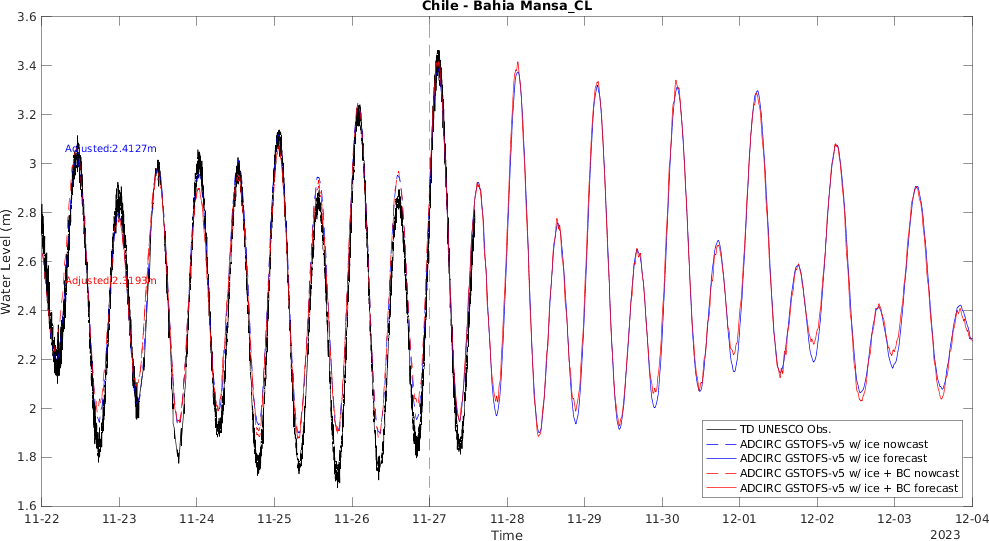 Chile - Bahia Mansa_CL
3.6
3.4
3.2
3
2.8
2.6
2.4
2.2
2
1.8
1.6
Water Level (m)
Adjusted:2.4127m
Adjusted:2.3193m
TD UNESCO Obs.
ADCIRC GSTOFS-v5 w/ ice nowcast
ADCIRC GSTOFS-v5 w/ ice forecast
ADCIRC GSTOFS-v5 w/ ice + BC nowcast
ADCIRC GSTOFS-v5 w/ ice + BC forecast
11-22 11-23 11-24 11-25 11-26 11-27 11-28 11-29 11-30 12-01 12-02 12-03 12-04
Time
2023